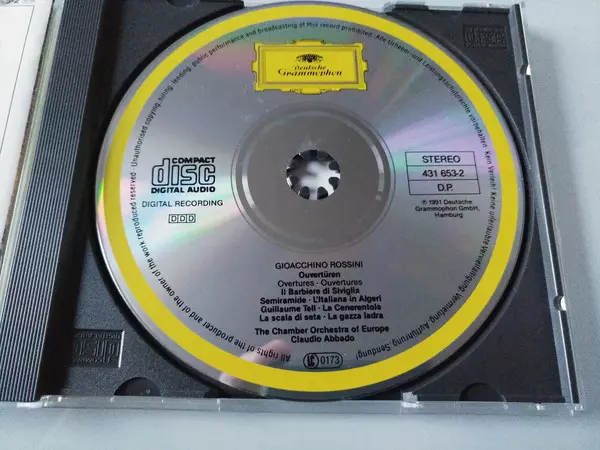 Deutsche
Grammophon
Unauthorised copying, hiring, lending, public performance and broadcasting of this record prohibited · Alle Urheber- und Leistungsschutzrechte vorbehalten · Kein Verleih! Keine unerlaubte Vervielfältigung, Vermietung, Aufführung, Sendung!
All rights of the producer and of the owner of the work reproduced reserved
COMPACT
disc
DIGITAL AUDIO
DIGITAL RECORDING
DDD
STEREO
431 653-2
D.P.
℗ 1991 Deutsche
Grammophon GmbH,
Hamburg
GIOACCHINO ROSSINI
Ouvertüren
Overtures · Ouvertures
Il Barbiere di Siviglia
Semiramide · L'Italiana in Algeri
Guillaume Tell · La Cenerentola
La scala di seta · La gazza ladra
The Chamber Orchestra of Europe
Claudio Abbado
LC 0173